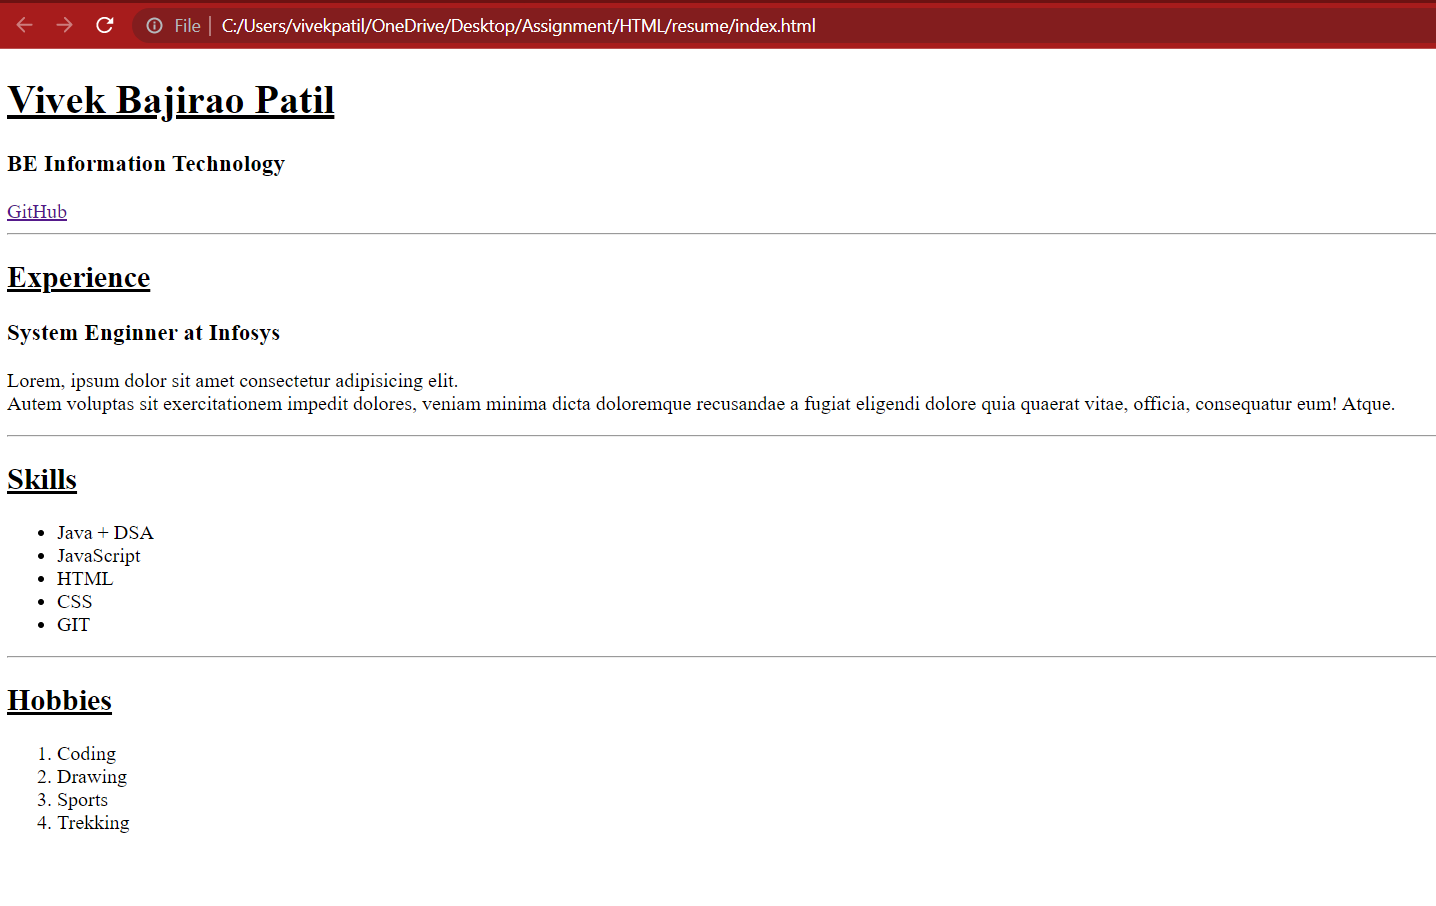 File | C:/Users/vivekpatil/OneDrive/Desktop/Assignment/HTML/resume/index.html
Vivek Bajirao Patil
BE Information Technology
GitHub
Experience
System Enginner at Infosys
Lorem, ipsum dolor sit amet consectetur adipisicing elit.
Autem voluptas sit exercitationem impedit dolores, veniam minima dicta doloremque recusandae a fugiat eligendi dolore quia quaerat vitae, officia, consequatur eum! Atque.
Skills
• Java + DSA
• JavaScript
• HTML
• CSS
• GIT
Hobbies
1. Coding
2. Drawing
3. Sports
4. Trekking